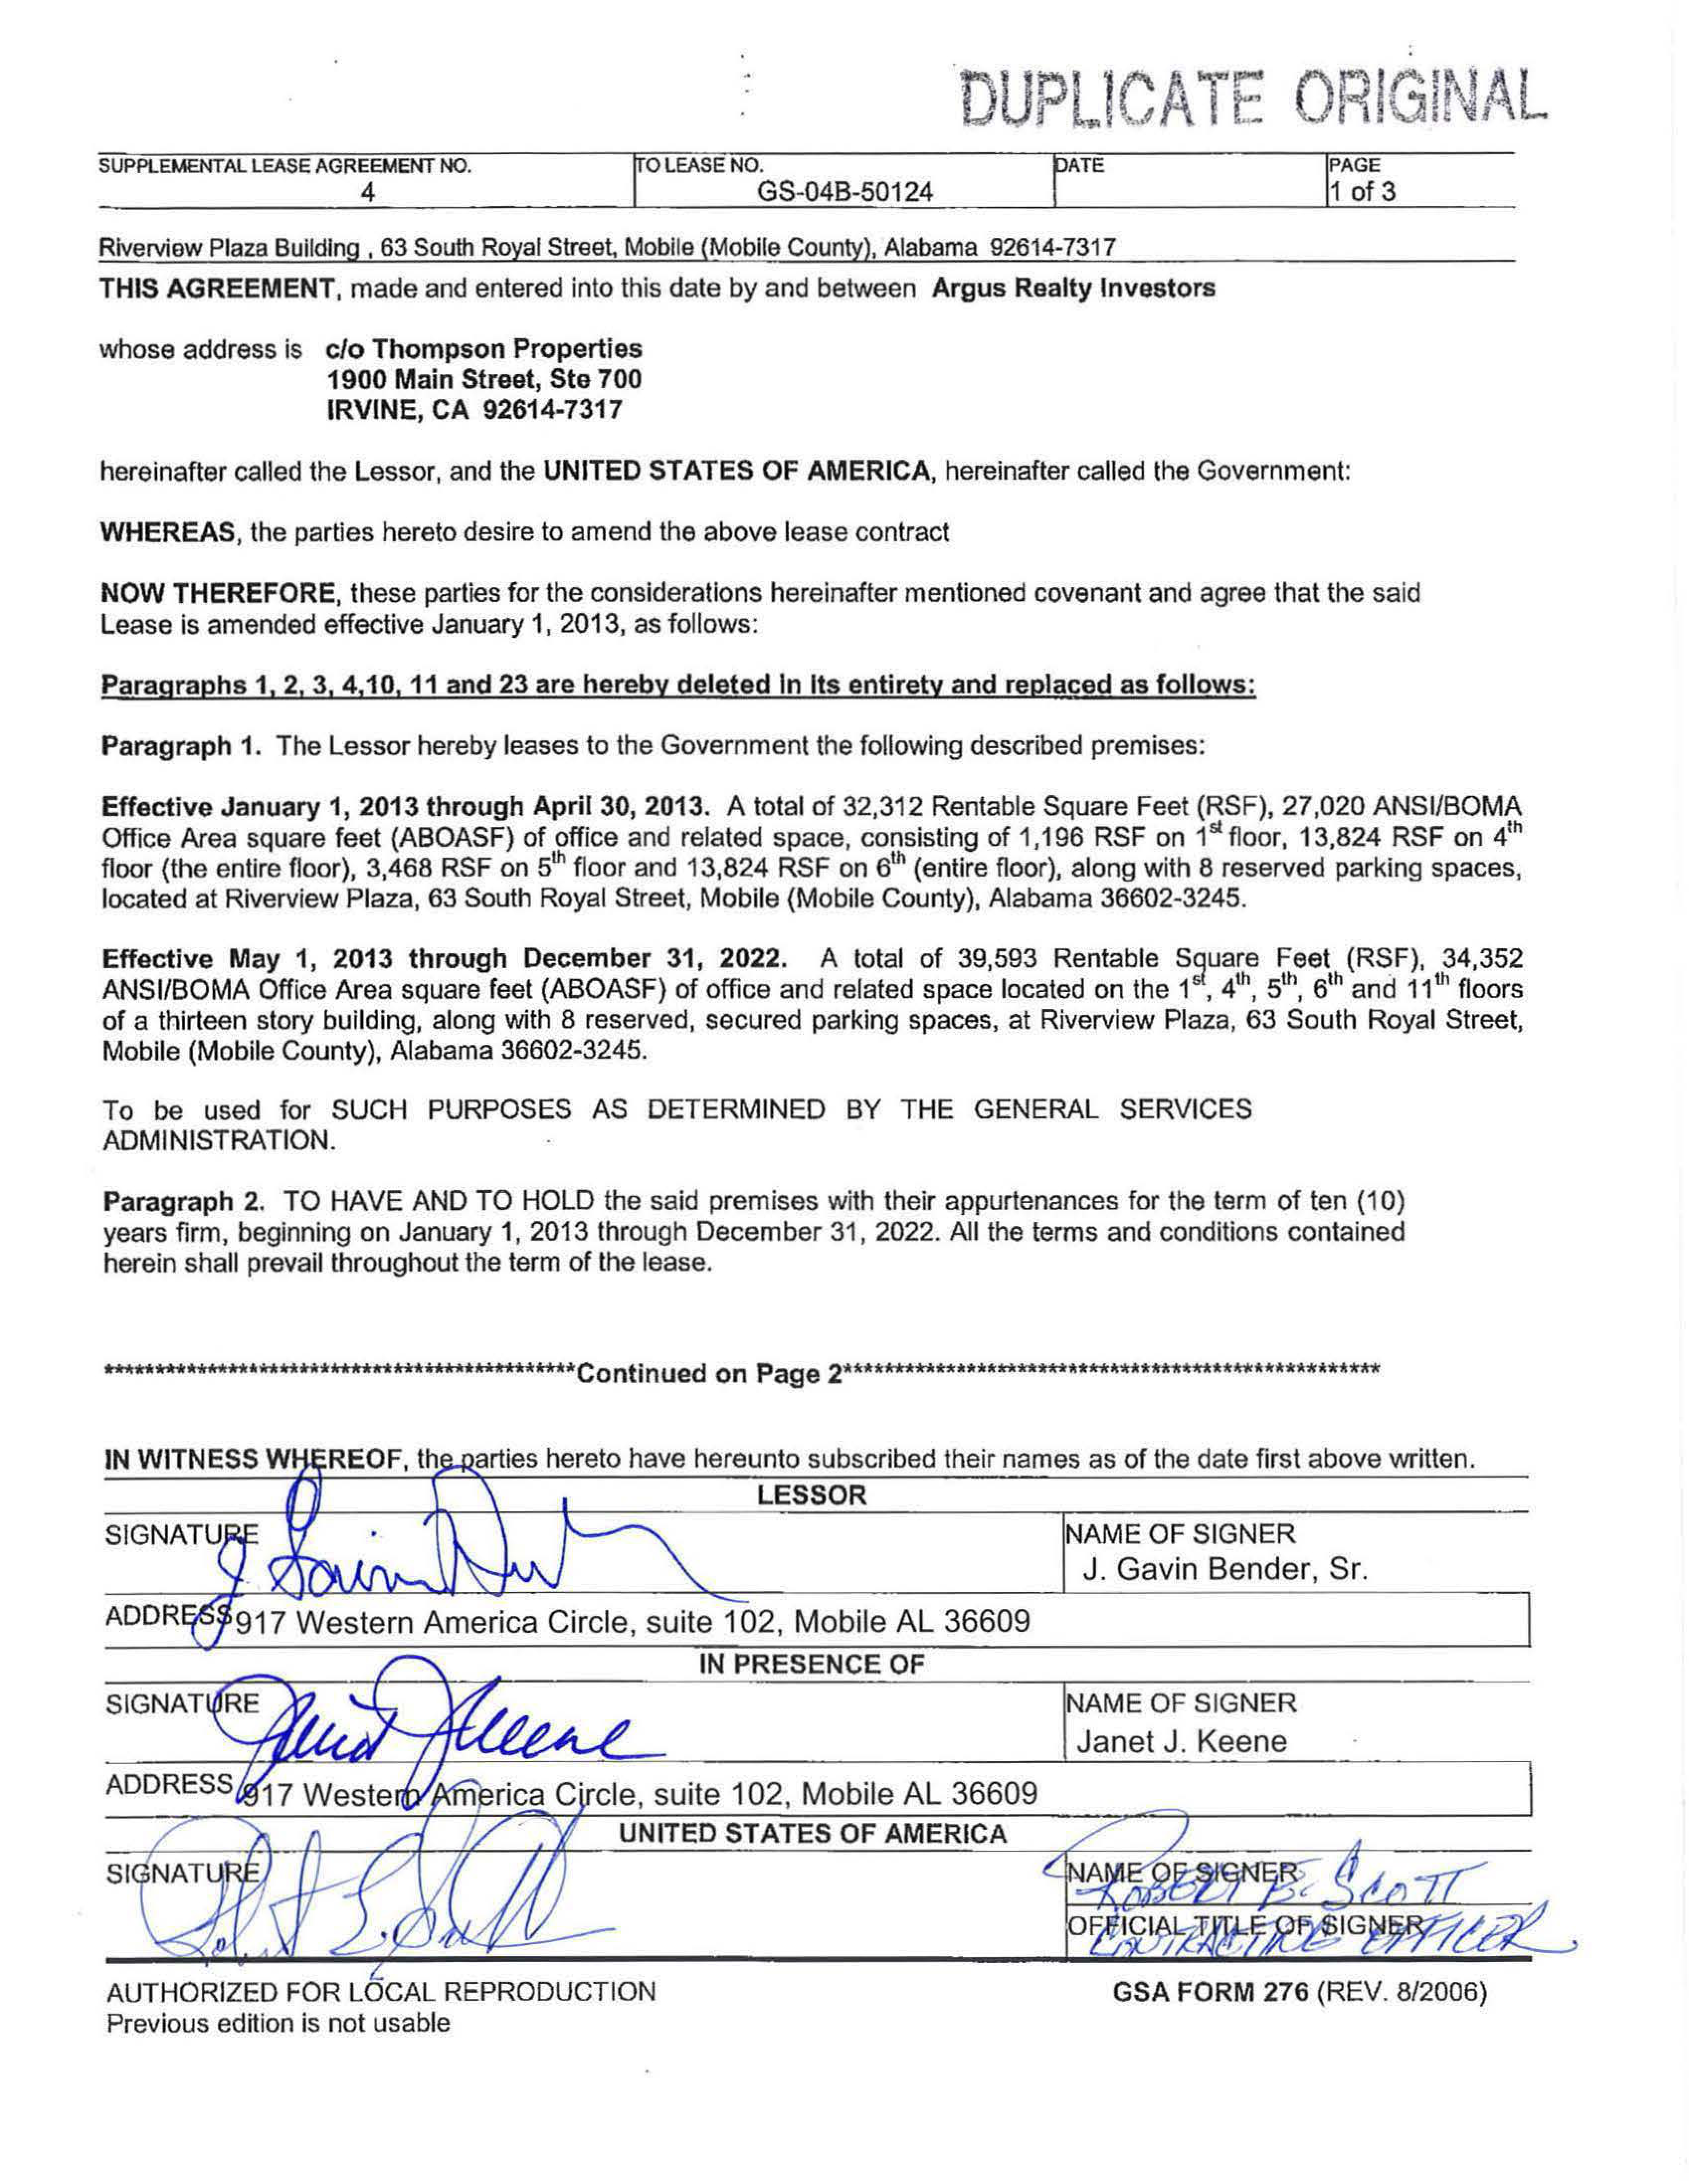 DUPLICATE ORIGINAL
SUPPLEMENTAL LEASE AGREEMENT NO.
4
TO LEASE NO.
GS-04B-50124
DATE
PAGE
1 of 3
Riverview Plaza Building , 63 South Royal Street, Mobile (Mobile County), Alabama 92614-7317
THIS AGREEMENT, made and entered into this date by and between Argus Realty Investors
whose address is c/o Thompson Properties
1900 Main Street, Ste 700
IRVINE, CA 92614-7317
hereinafter called the Lessor, and the UNITED STATES OF AMERICA, hereinafter called the Government:
WHEREAS, the parties hereto desire to amend the above lease contract
NOW THEREFORE, these parties for the considerations hereinafter mentioned covenant and agree that the said
Lease is amended effective January 1, 2013, as follows:
Paragraphs 1, 2, 3, 4,10, 11 and 23 are hereby deleted in its entirety and replaced as follows:
Paragraph 1. The Lessor hereby leases to the Government the following described premises:
Effective January 1, 2013 through April 30, 2013. A total of 32,312 Rentable Square Feet (RSF), 27,020 ANSI/BOMA
Office Area square feet (ABOASF) of office and related space, consisting of 1,196 RSF on 1st floor, 13,824 RSF on 4th
floor (the entire floor), 3,468 RSF on 5th floor and 13,824 RSF on 6th (entire floor), along with 8 reserved parking spaces,
located at Riverview Plaza, 63 South Royal Street, Mobile (Mobile County), Alabama 36602-3245.
Effective May 1, 2013 through December 31, 2022. A total of 39,593 Rentable Square Feet (RSF), 34,352
ANSI/BOMA Office Area square feet (ABOASF) of office and related space located on the 1st, 4th, 5th, 6th and 11th floors
of a thirteen story building, along with 8 reserved, secured parking spaces, at Riverview Plaza, 63 South Royal Street,
Mobile (Mobile County), Alabama 36602-3245.
To be used for SUCH PURPOSES AS DETERMINED BY THE GENERAL SERVICES
ADMINISTRATION.
Paragraph 2. TO HAVE AND TO HOLD the said premises with their appurtenances for the term of ten (10)
years firm, beginning on January 1, 2013 through December 31, 2022. All the terms and conditions contained
herein shall prevail throughout the term of the lease.
**********************************************Continued on Page 2****************************************************
IN WITNESS WHEREOF, the parties hereto have hereunto subscribed their names as of the date first above written.
LESSOR
SIGNATURE
NAME OF SIGNER
J. Gavin Bender, Sr.
ADDRESS 917 Western America Circle, suite 102, Mobile AL 36609
IN PRESENCE OF
SIGNATURE
Janet J Keene
NAME OF SIGNER
Janet J. Keene
ADDRESS 917 Western America Circle, suite 102, Mobile AL 36609
UNITED STATES OF AMERICA
SIGNATURE
NAME OF SIGNER
ROBERT B. SCOTT
OFFICIAL TITLE OF SIGNER
CONTRACTING OFFICER
AUTHORIZED FOR LOCAL REPRODUCTION
Previous edition is not usable
GSA FORM 276 (REV. 8/2006)